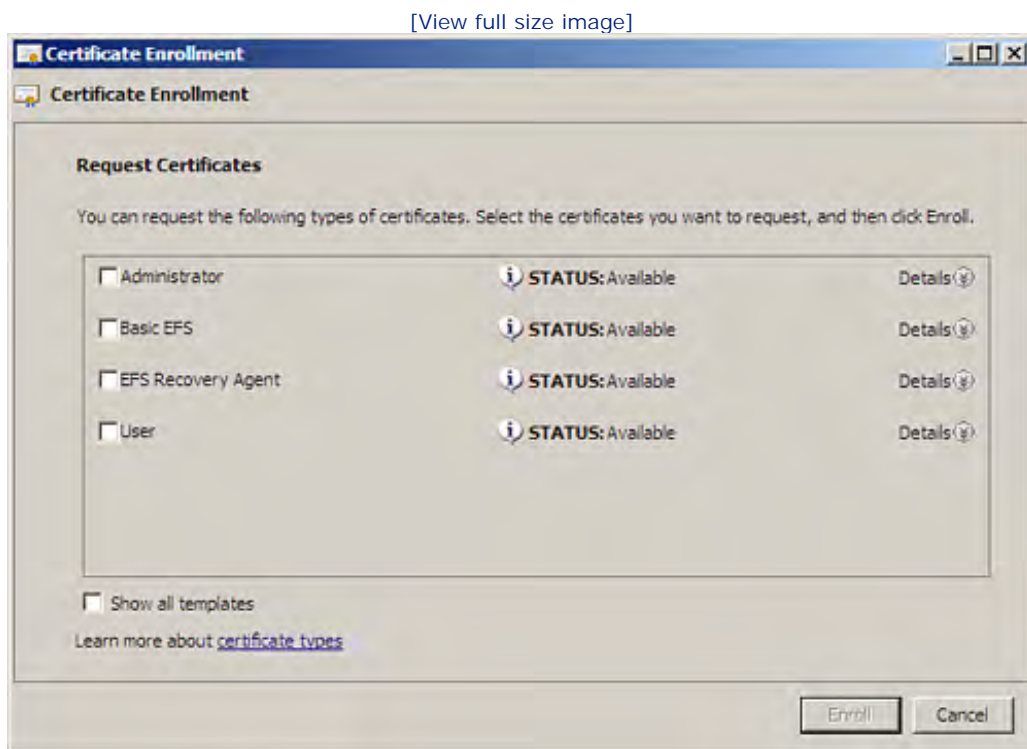 [View full size image]
Certificate Enrollment
Certificate Enrollment
Request Certificates
You can request the following types of certificates. Select the certificates you want to request, and then click Enroll.
Administrator STATUS: Available Details
Basic EFS STATUS: Available Details
EFS Recovery Agent STATUS: Available Details
User STATUS: Available Details
Show all templates
Learn more about certificate types
Enroll Cancel